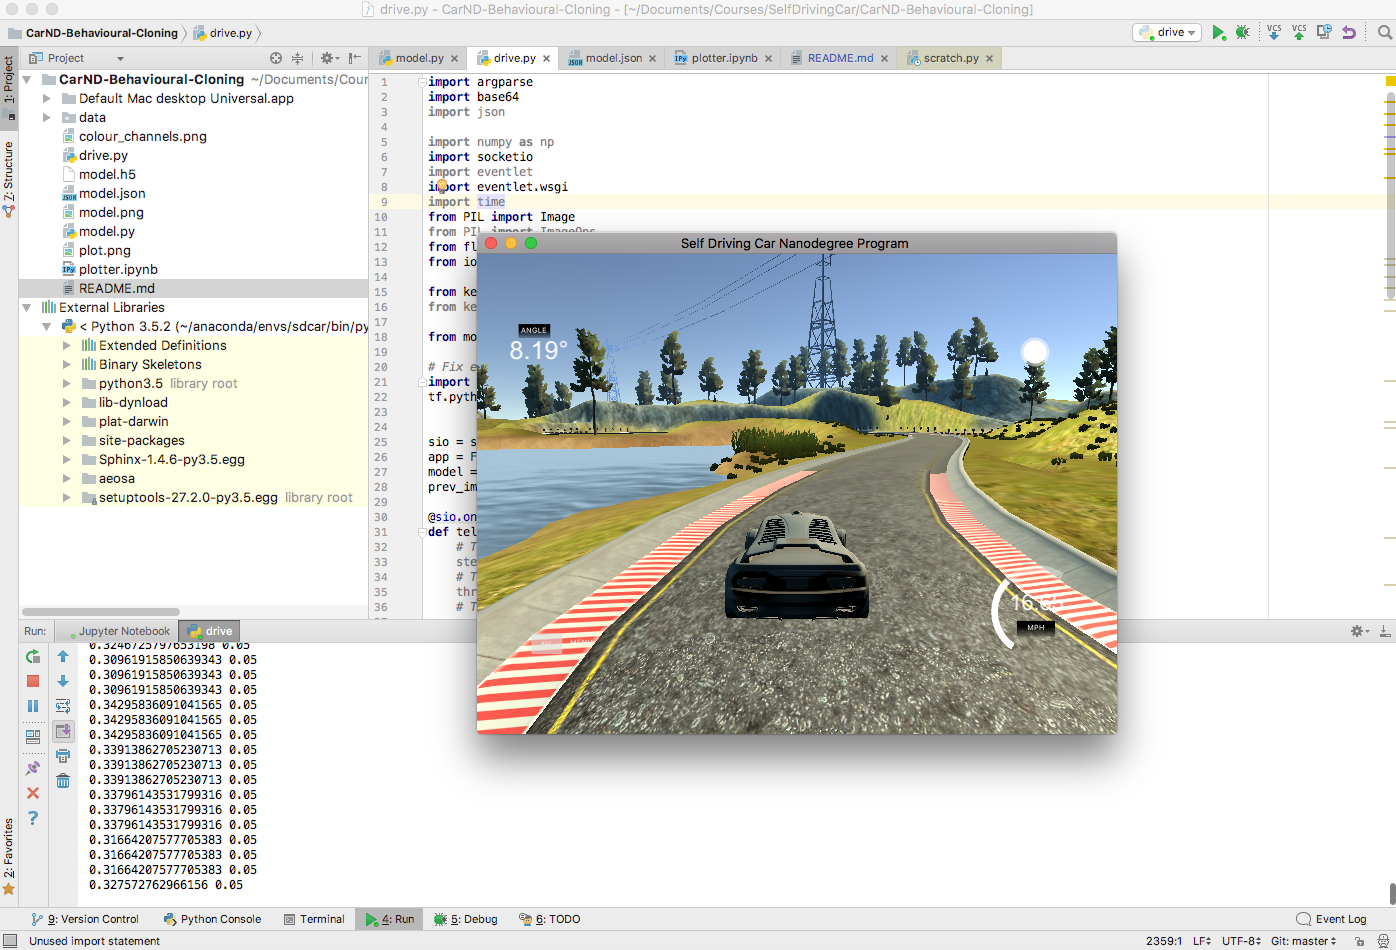 drive.py - CarND-Behavioural-Cloning - [~/Documents/Courses/SelfDrivingCar/CarND-Behavioural-Cloning]
CarND-Behavioural-Cloning drive.py
drive
VCS VCS
Project
model.py drive.py model.json plotter.ipynb README.md scratch.py
1: Project
Z: Structure
2: Favorites
CarND-Behavioural-Cloning ~/Documents/Cour
Default Mac desktop Universal.app
data
colour_channels.png
drive.py
model.h5
model.json
model.png
model.py
plot.png
plotter.ipynb
README.md
External Libraries
< Python 3.5.2 (~/anaconda/envs/sdcar/bin/py
Extended Definitions
Binary Skeletons
python3.5 library root
lib-dynload
plat-darwin
site-packages
Sphinx-1.4.6-py3.5.egg
aeosa
setuptools-27.2.0-py3.5.egg library root
1 import argparse
2 import base64
3 import json
4
5 import numpy as np
6 import socketio
7 import eventlet
8 import eventlet.wsgi
9 import time
10 from PIL import Image
11 from PIL import ImageOps
12 from fl
13 from io
14
15 from ke
16 from ke
17
18 from mo
19
20 # Fix e
21 import
22 tf.pyth
23
24
25 sio = s
26 app = F
27 model =
28 prev_im
29
30 @sio.on
31 def tel
32 # T
33 ste
34 # T
35 thr
36 # T
Self Driving Car Nanodegree Program
ANGLE
8.19°
MPH
Run: Jupyter Notebook drive
0.3246725797653198 0.05
0.30961915850639343 0.05
0.30961915850639343 0.05
0.30961915850639343 0.05
0.34295836091041565 0.05
0.34295836091041565 0.05
0.34295836091041565 0.05
0.33913862705230713 0.05
0.33913862705230713 0.05
0.33913862705230713 0.05
0.33796143531799316 0.05
0.33796143531799316 0.05
0.33796143531799316 0.05
0.31664207577705383 0.05
0.31664207577705383 0.05
0.31664207577705383 0.05
0.327572762966156 0.05
9: Version Control Python Console Terminal 4: Run 5: Debug 6: TODO Event Log
Unused import statement 2359:1 LF UTF-8 Git: master